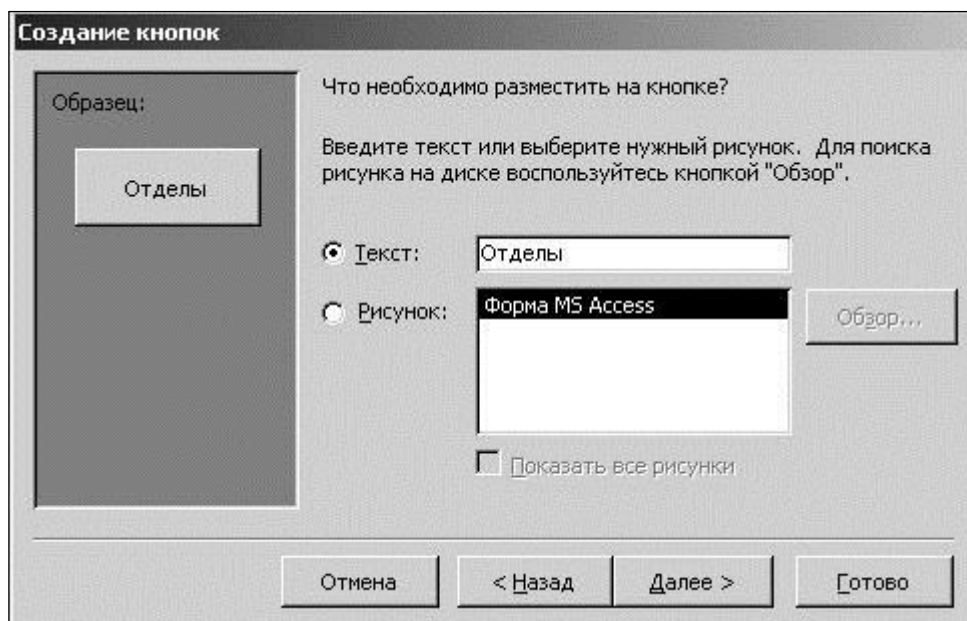 Создание кнопок
Образец:
Отделы
Что необходимо разместить на кнопке?
Введите текст или выберите нужный рисунок. Для поиска
рисунка на диске воспользуйтесь кнопкой "Обзор".
Текст:
Отделы
Рисунок:
Форма MS Access
Обзор...
Показать все рисунки
Отмена
< Назад
Далее >
Готово